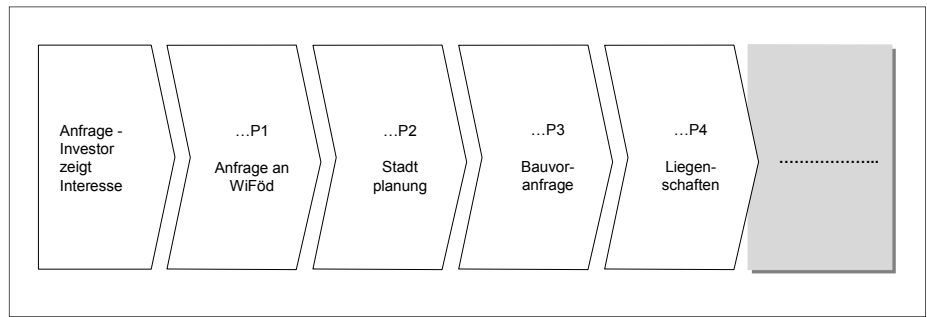 Anfrage -
Investor
zeigt
Interesse
…P1
Anfrage an
WiFöd
…P2
Stadt
planung
…P3
Bauvor-
anfrage
…P4
Liegen-
schaften
………………..